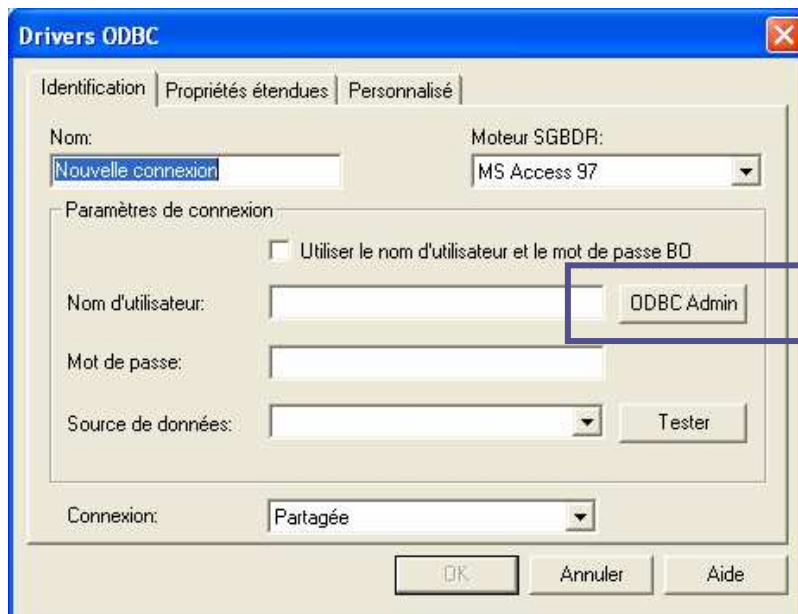 Drivers ODBC
Identification Propriétés étendues Personnalisé
Nom: Moteur SGBDR:
Nouvelle connexion MS Access 97
Paramètres de connexion
Utiliser le nom d'utilisateur et le mot de passe BO
Nom d'utilisateur: ODBC Admin
Mot de passe:
Source de données: Tester
Connexion: Partagée
OK Annuler Aide